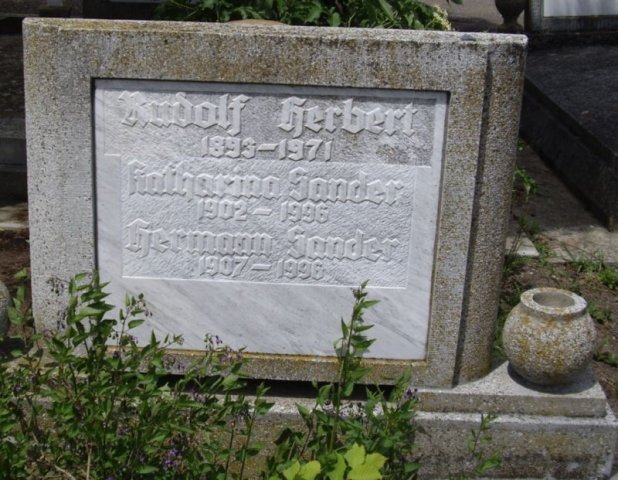 Rudolf Herbert
1893-1971
Katharina Sander
1902-1996
Hermann Sander
1907-1996